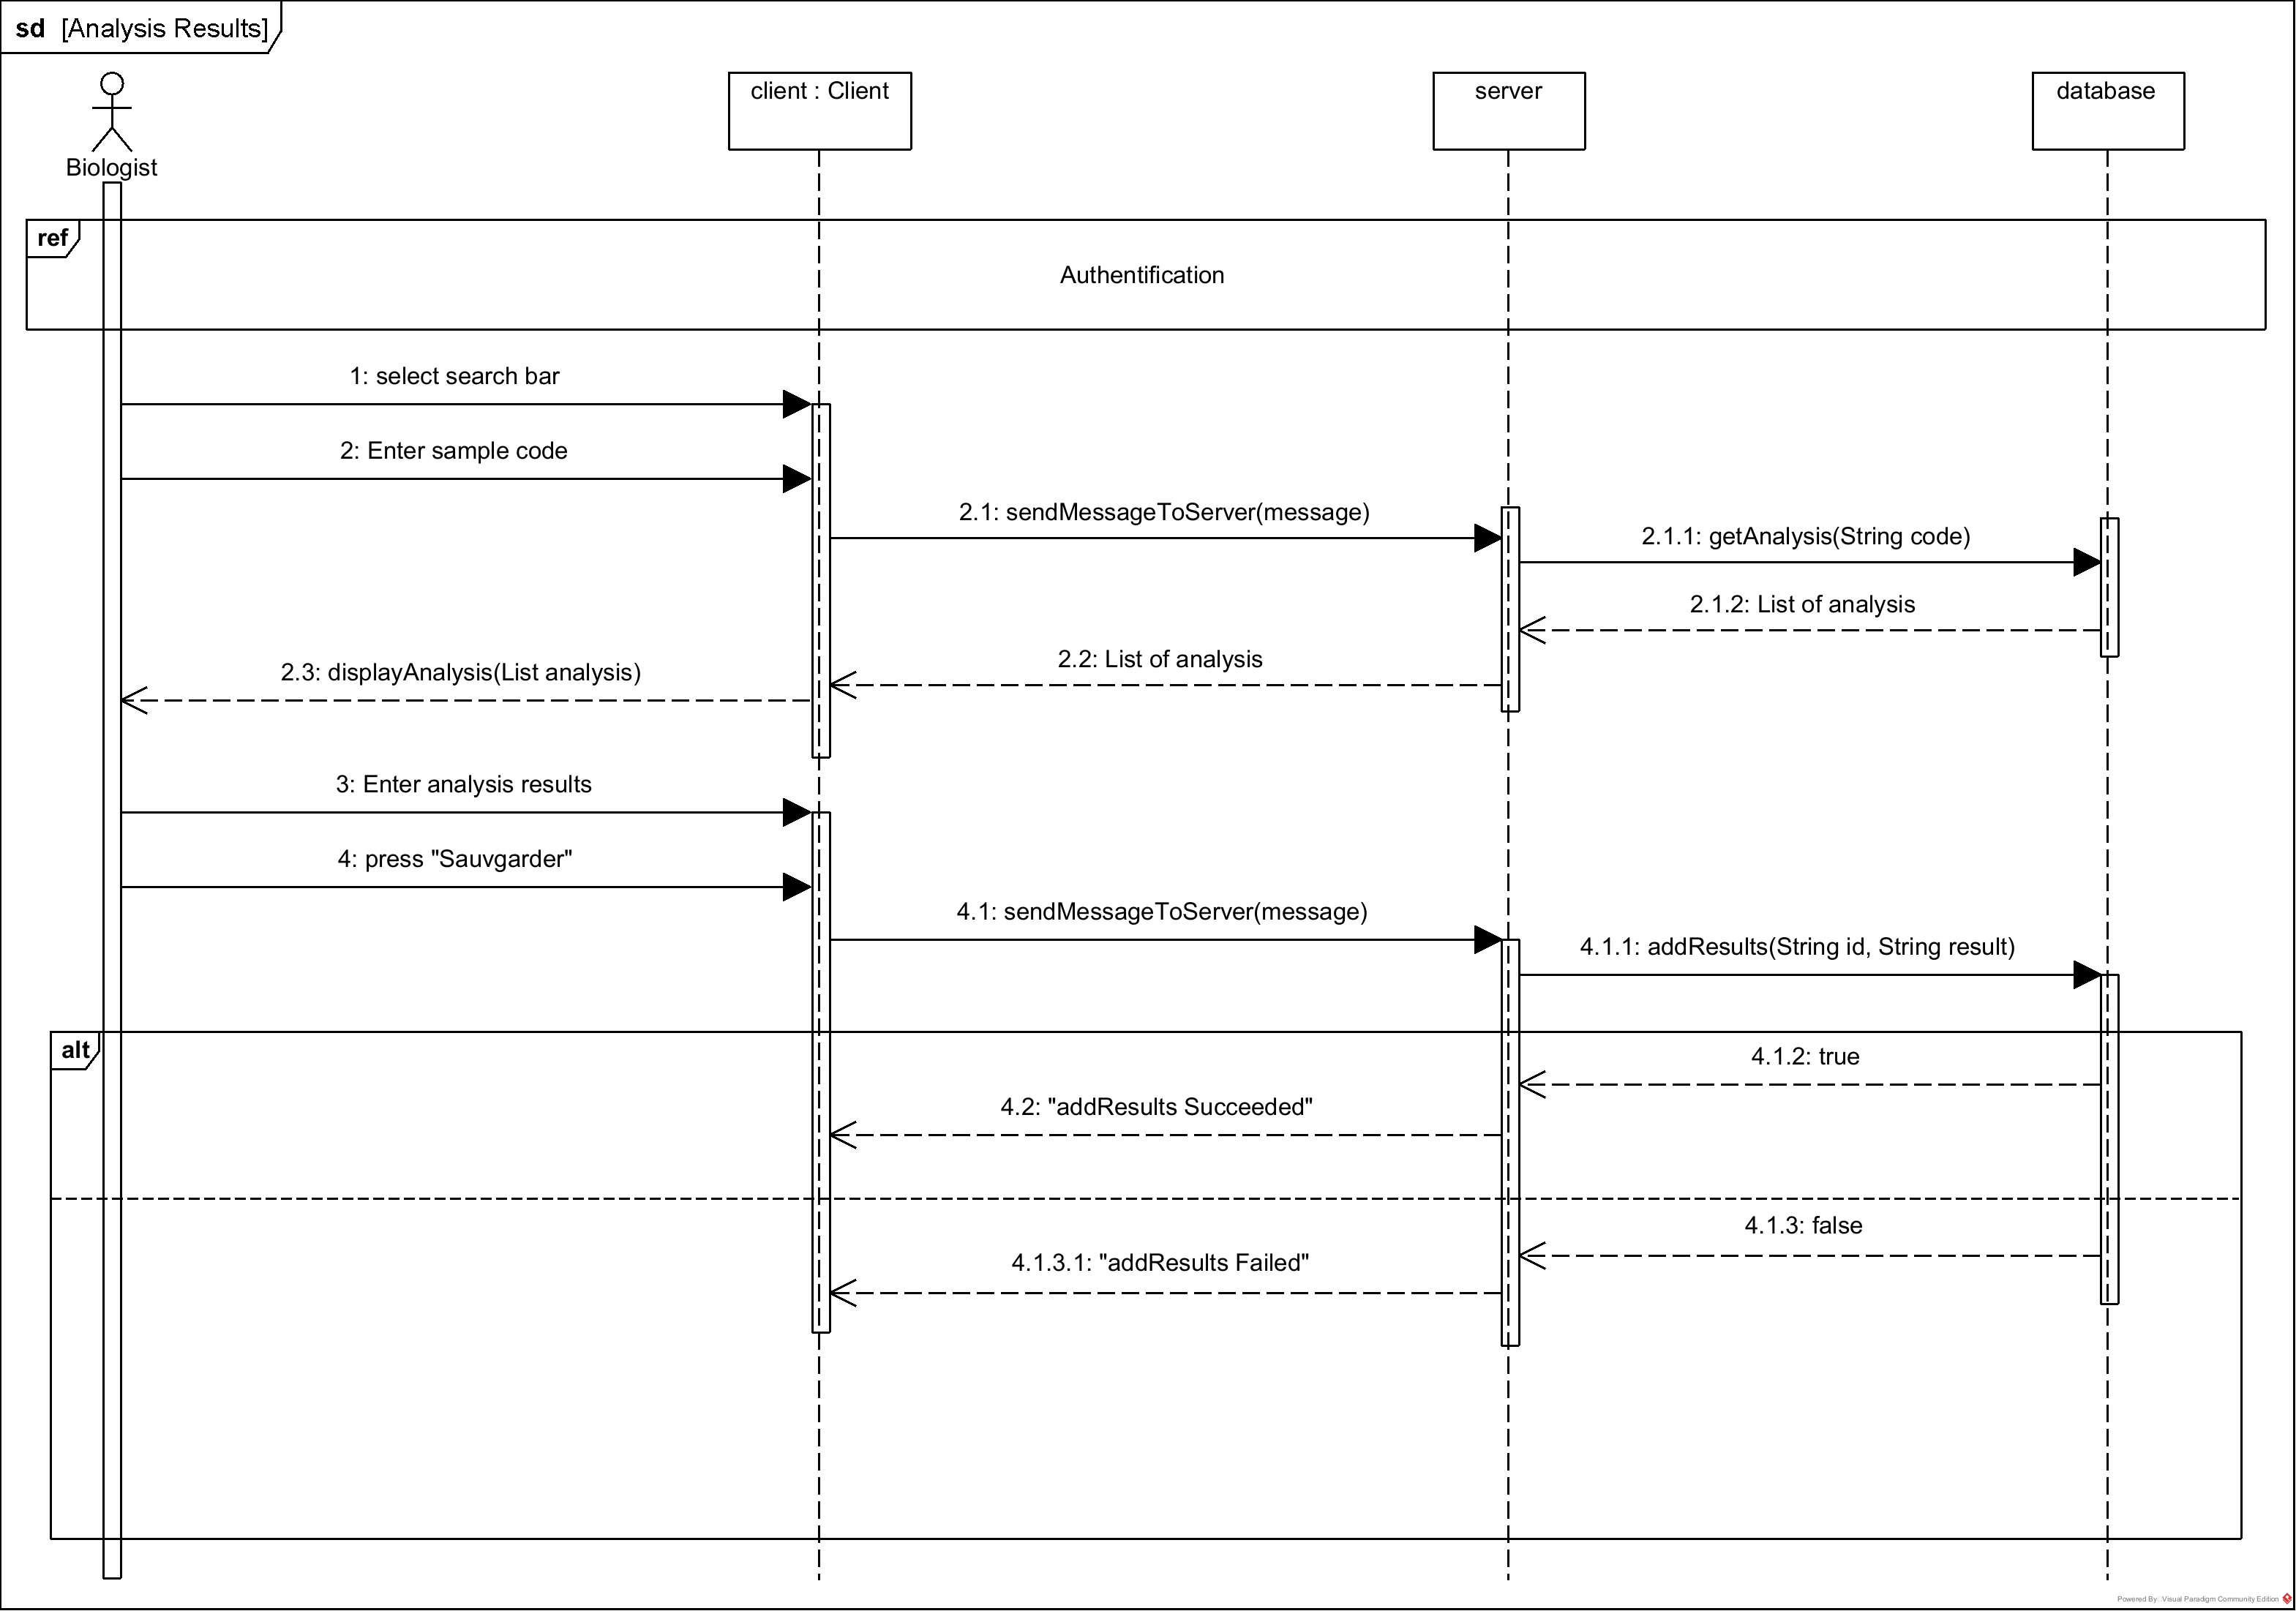 sd [Analysis Results]
client : Client
server
database
Biologist
ref
Authentification
1: select search bar
2: Enter sample code
2.1: sendMessageToServer(message)
2.1.1: getAnalysis(String code)
2.1.2: List of analysis
2.2: List of analysis
2.3: displayAnalysis(List analysis)
3: Enter analysis results
4: press "Sauvgarder"
4.1: sendMessageToServer(message)
4.1.1: addResults(String id, String result)
alt
4.1.2: true
4.2: "addResults Succeeded"
4.1.3: false
4.1.3.1: "addResults Failed"
Powered By : Visual Paradigm Community Edition